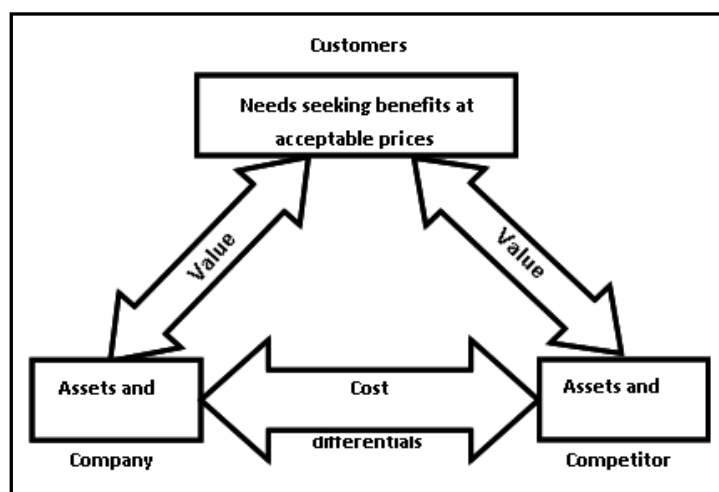 Customers
Needs seeking benefits at
acceptable prices
Value
Value
Assets and
Cost
Assets and
differentials
Company
Competitor